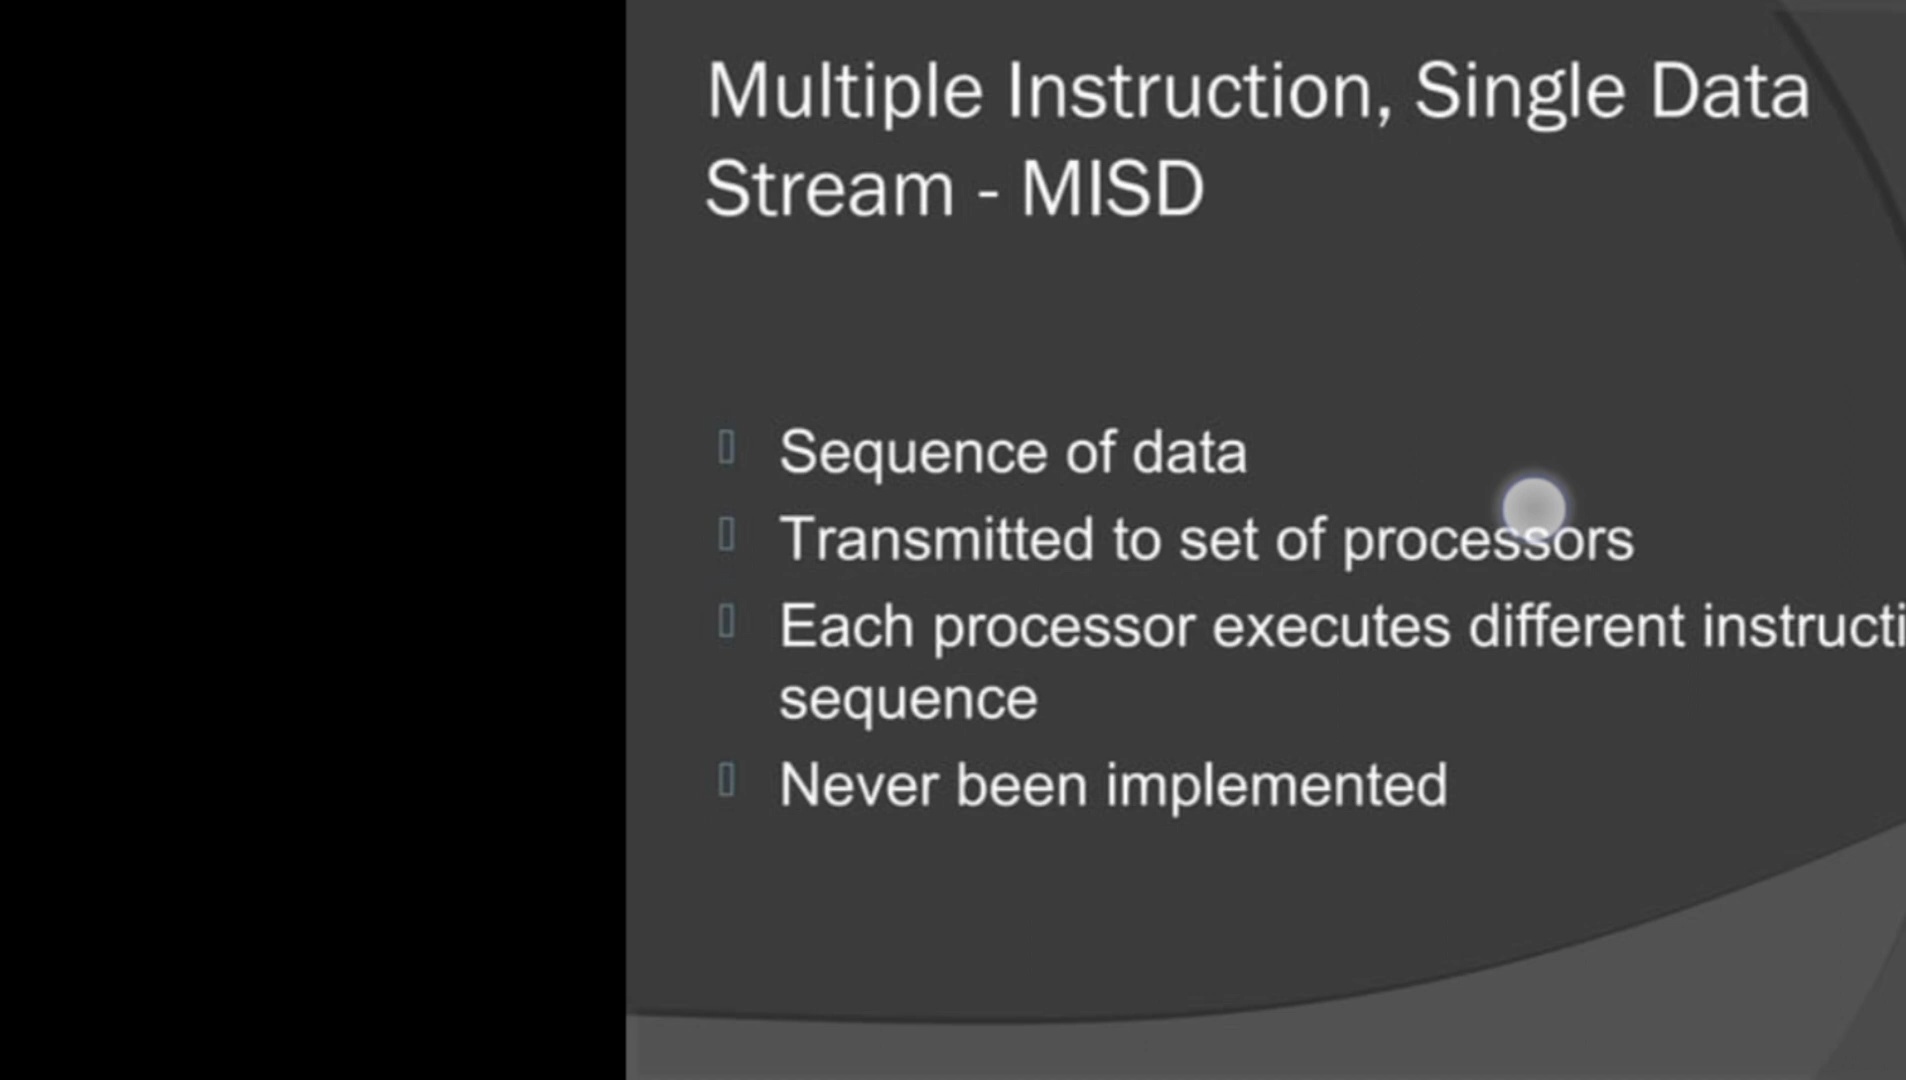 Multiple Instruction, Single Data
Stream - MISD
Sequence of data
Transmitted to set of processors
Each processor executes different instructi
sequence
Never been implemented